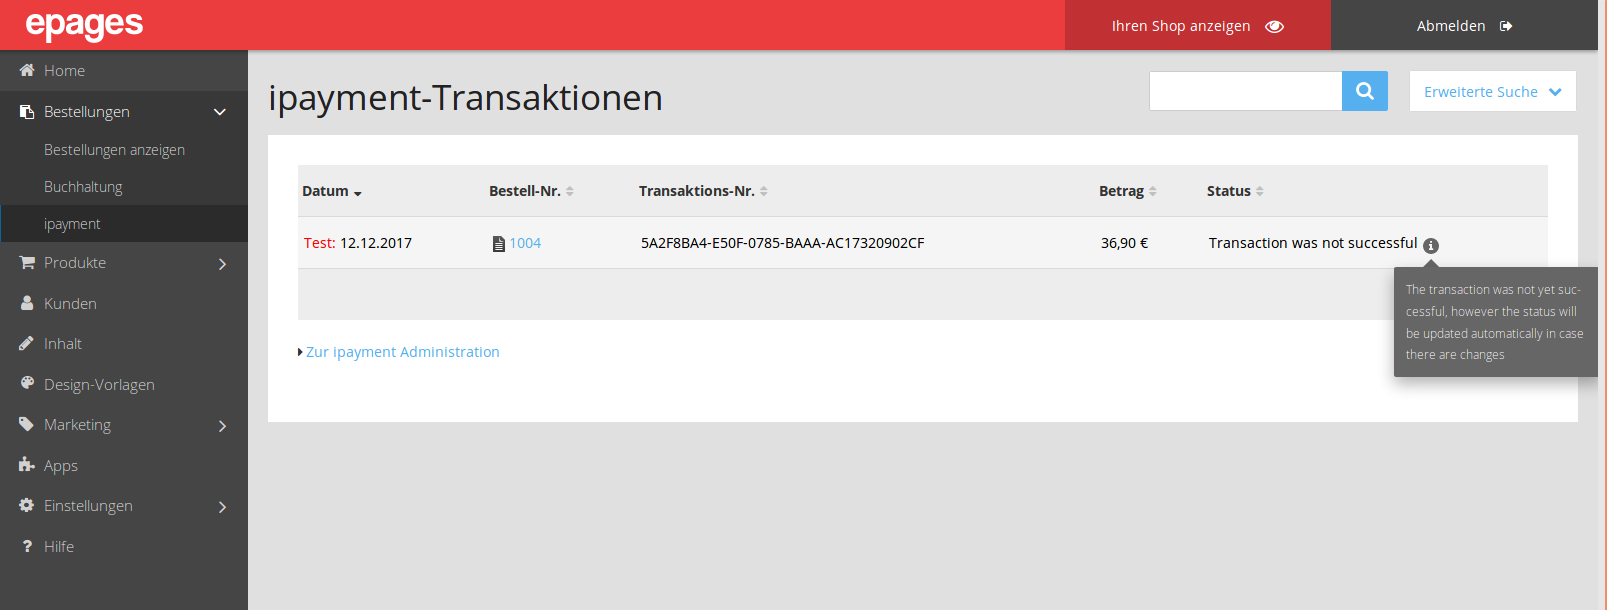 epages
Ihren Shop anzeigen
Abmelden
Home
Bestellungen
Bestellungen anzeigen
Buchhaltung
ipayment
Produkte
Kunden
Inhalt
Design-Vorlagen
Marketing
Apps
Einstellungen
? Hilfe
ipayment-Transaktionen
Erweiterte Suche
Datum Bestell-Nr. Transaktions-Nr. Betrag Status
Test: 12.12.2017 1004 5A2F8BA4-E50F-0785-BAAA-AC17320902CF 36,90 € Transaction was not successful
The transaction was not yet suc-
cessful, however the status will
be updated automatically in case
there are changes
Zur ipayment Administration